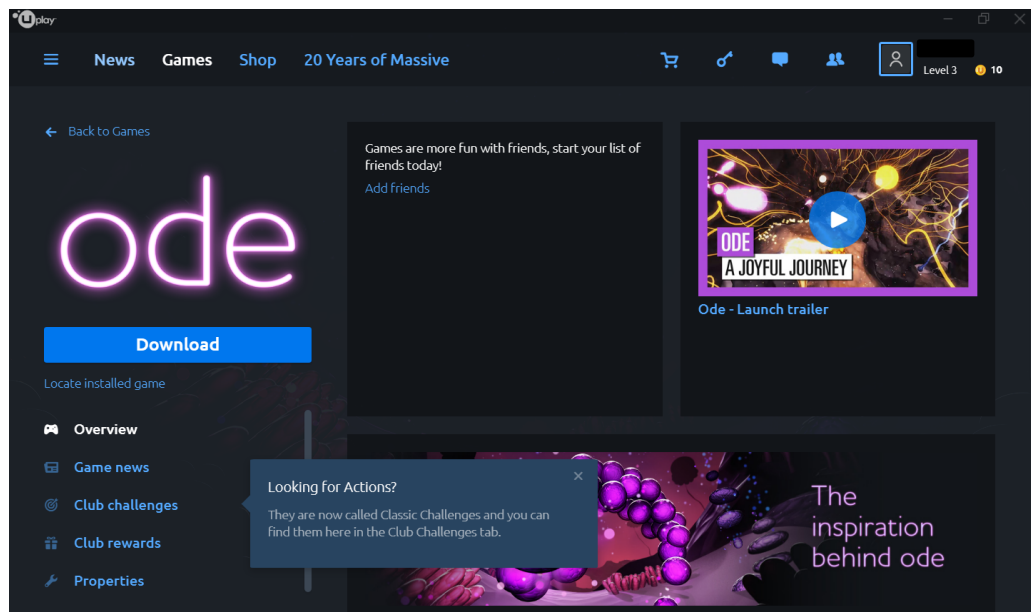 Uplay
News Games Shop 20 Years of Massive
Level 3 10
Back to Games
ode
Download
Locate installed game
Overview
Game news
Club challenges
Club rewards
Properties
Games are more fun with friends, start your list of
friends today!
Add friends
ODE
A JOYFUL JOURNEY
Ode - Launch trailer
Looking for Actions?
They are now called Classic Challenges and you can
find them here in the Club Challenges tab.
The
inspiration
behind ode